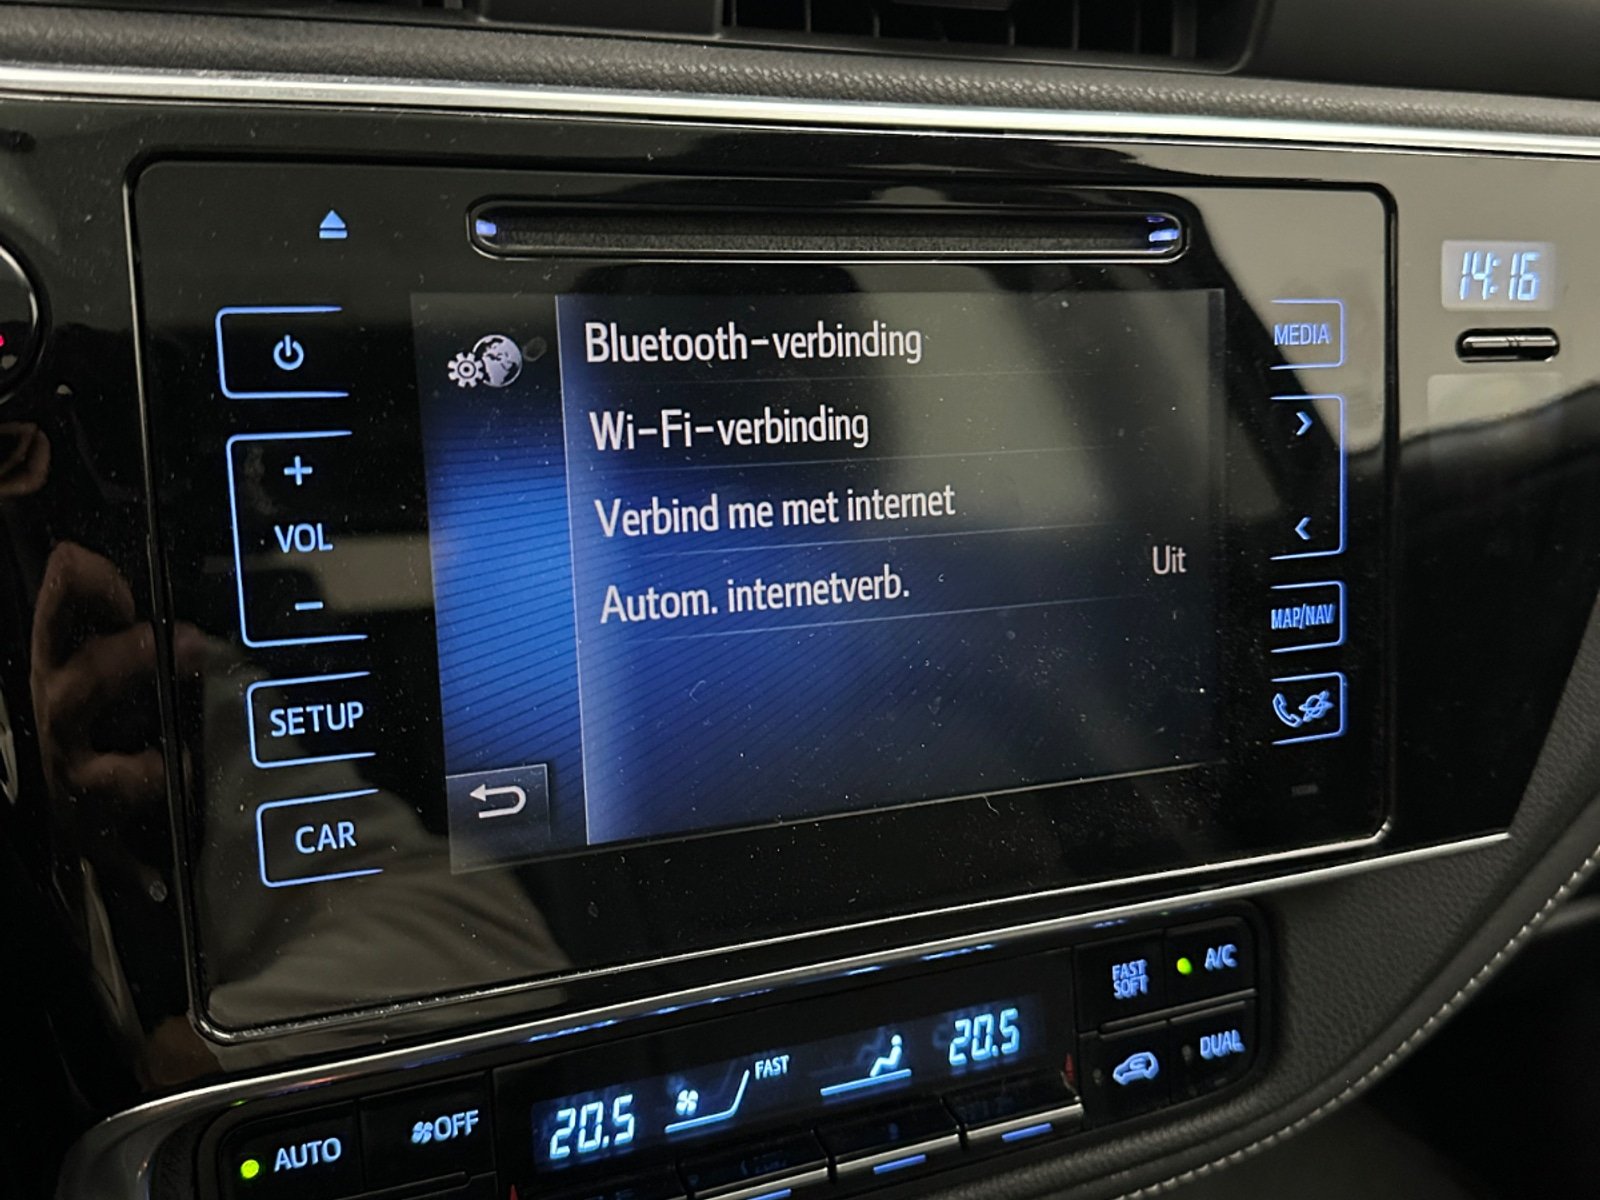 14:16
MEDIA
Bluetooth-verbinding
Wi-Fi-verbinding
VOL
Verbind me met internet
Autom. internetverb.
Uit
MAP/NAV
SETUP
CAR
FAST
SOFT
A/C
DUAL
20.5
FAST
20.5
AUTO
OFF